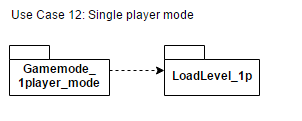 Use Case 12: Single player mode
Gamemode_
1player_mode
LoadLevel_1p